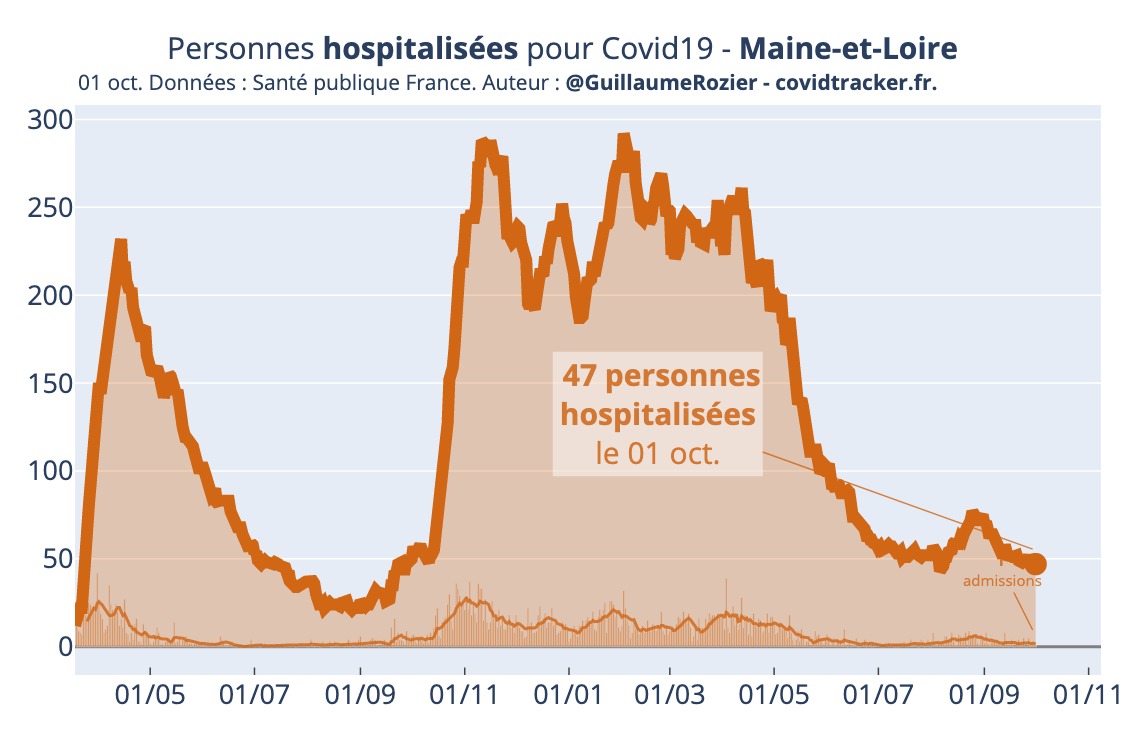 Personnes hospitalisées pour Covid19 - Maine-et-Loire
01 oct. Données : Santé publique France. Auteur : @GuillaumeRozier - covidtracker.fr.
300
250
200
150
100
50
0
47 personnes
hospitalisées
le 01 oct.
admissions
01/05 01/07 01/09 01/11 01/01 01/03 01/05 01/07 01/09 01/11